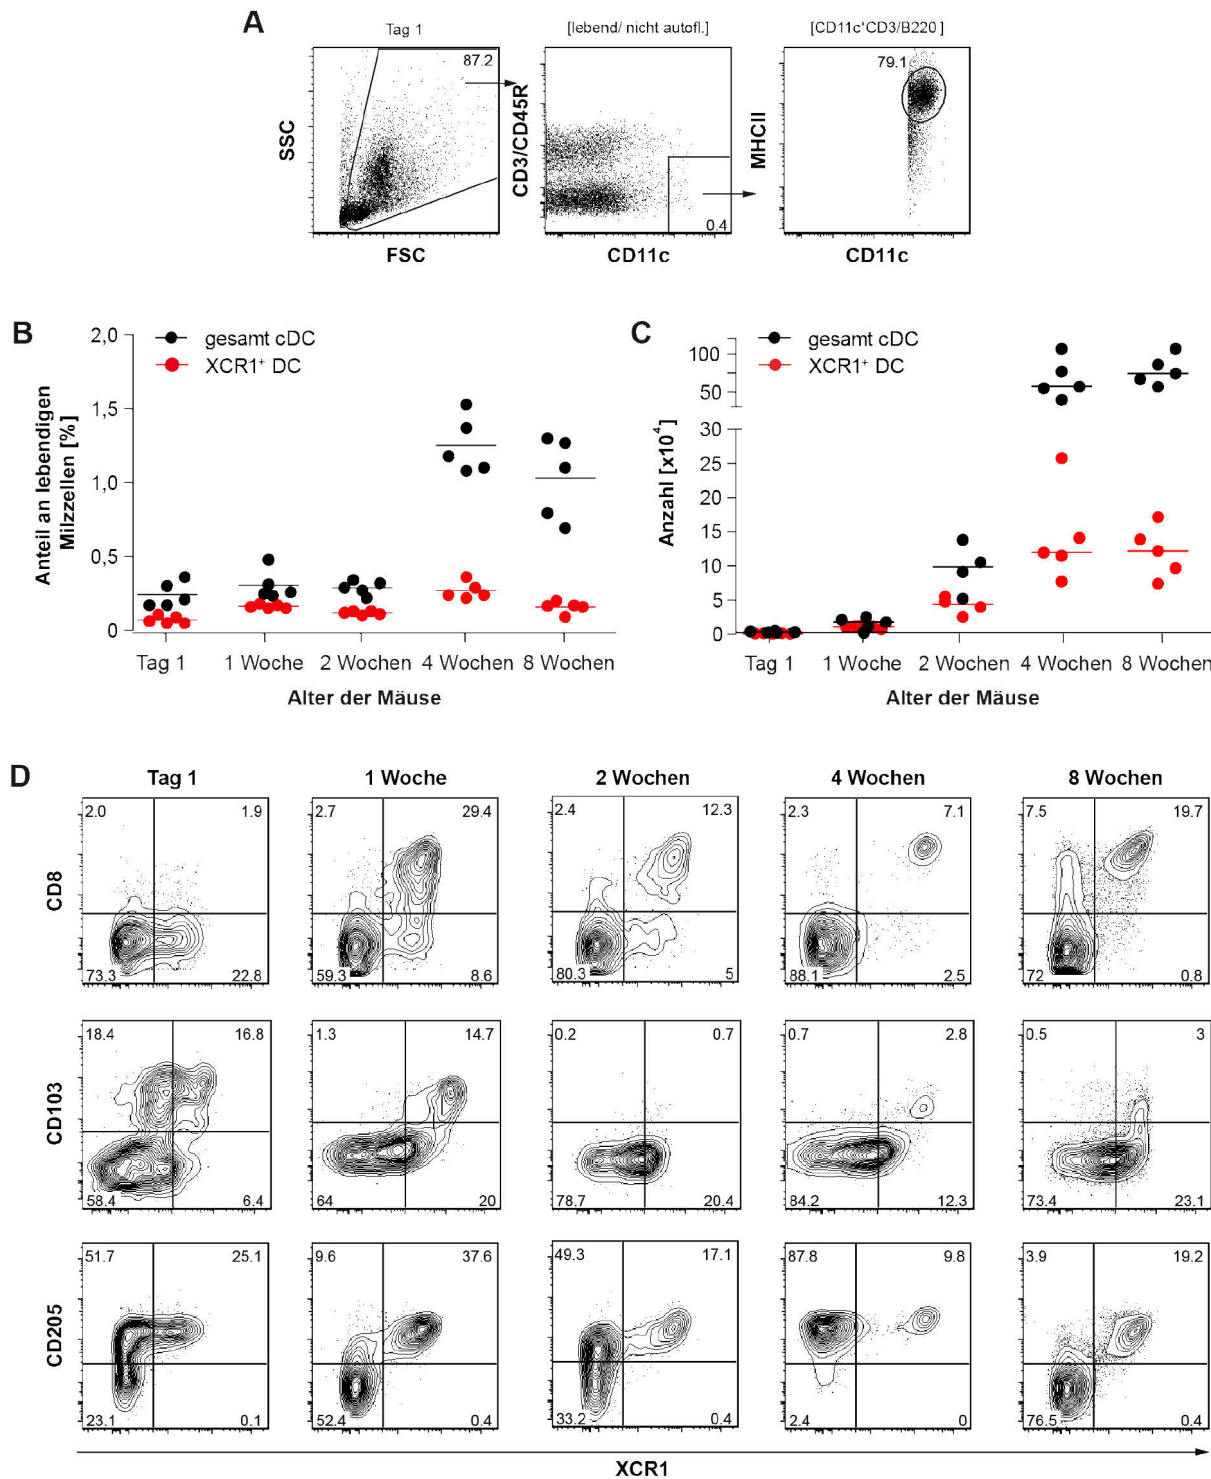 A
Tag 1
[lebend/ nicht autofl.]
[CD11c⁺CD3/B220⁻]
87.2
79.1
SSC
CD3/CD45R
MHCII
0.4
FSC
CD11c
CD11c
B
2,0
gesamt cDC
XCR1⁺ DC
1,5
1,0
0,5
0
Anteil an lebendigen
Milzzellen [%]
Tag 1
1 Woche
2 Wochen
4 Wochen
8 Wochen
Alter der Mäuse
C
gesamt cDC
XCR1⁺ DC
100
50
30
25
20
15
10
5
0
Anzahl [x10⁴]
Tag 1
1 Woche
2 Wochen
4 Wochen
8 Wochen
Alter der Mäuse
D
Tag 1
1 Woche
2 Wochen
4 Wochen
8 Wochen
CD8
2.0 1.9
73.3 22.8
2.7 29.4
59.3 8.6
2.4 12.3
80.3 5
2.3 7.1
88.1 2.5
7.5 19.7
72 0.8
CD103
18.4 16.8
58.4 6.4
1.3 14.7
64 20
0.2 0.7
78.7 20.4
0.7 2.8
84.2 12.3
0.5 3
73.4 23.1
CD205
51.7 25.1
23.1 0.1
9.6 37.6
52.4 0.4
49.3 17.1
33.2 0.4
87.8 9.8
2.4 0
3.9 19.2
76.5 0.4
XCR1